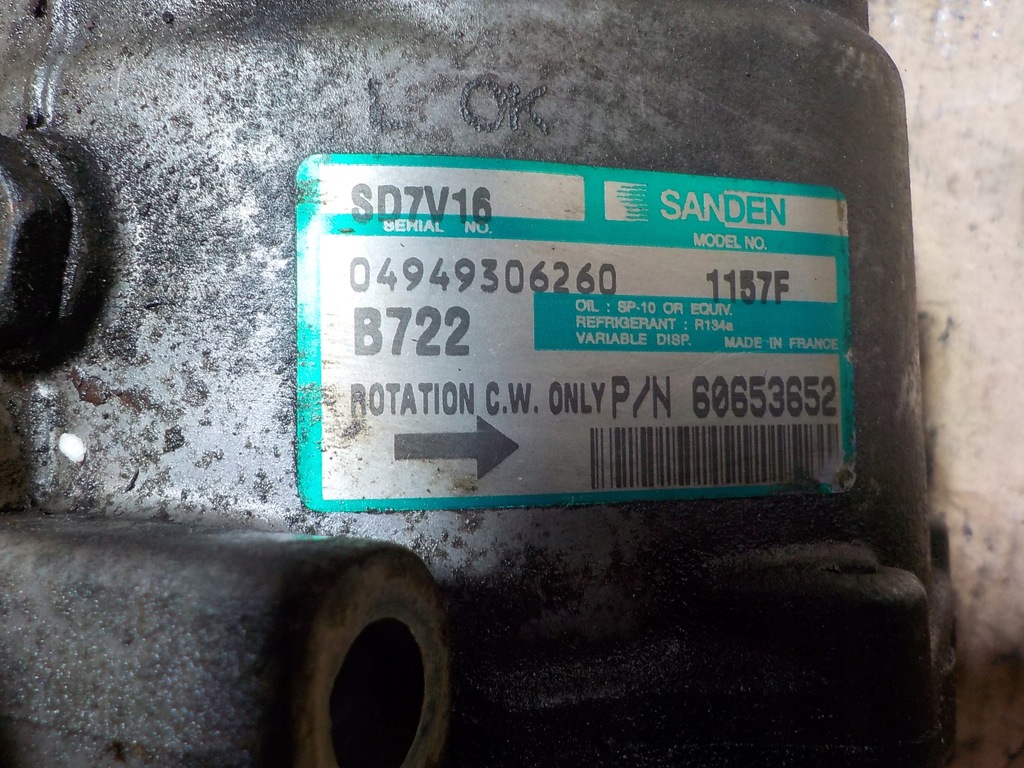 L OK
SD7V16
SANDEN
SERIAL NO.
MODEL NO.
04949306260
1157F
B722
OIL : SP-10 OR EQUIV.
REFRIGERANT : R134a
VARIABLE DISP. MADE IN FRANCE
ROTATION C.W. ONLY P/N 60653652